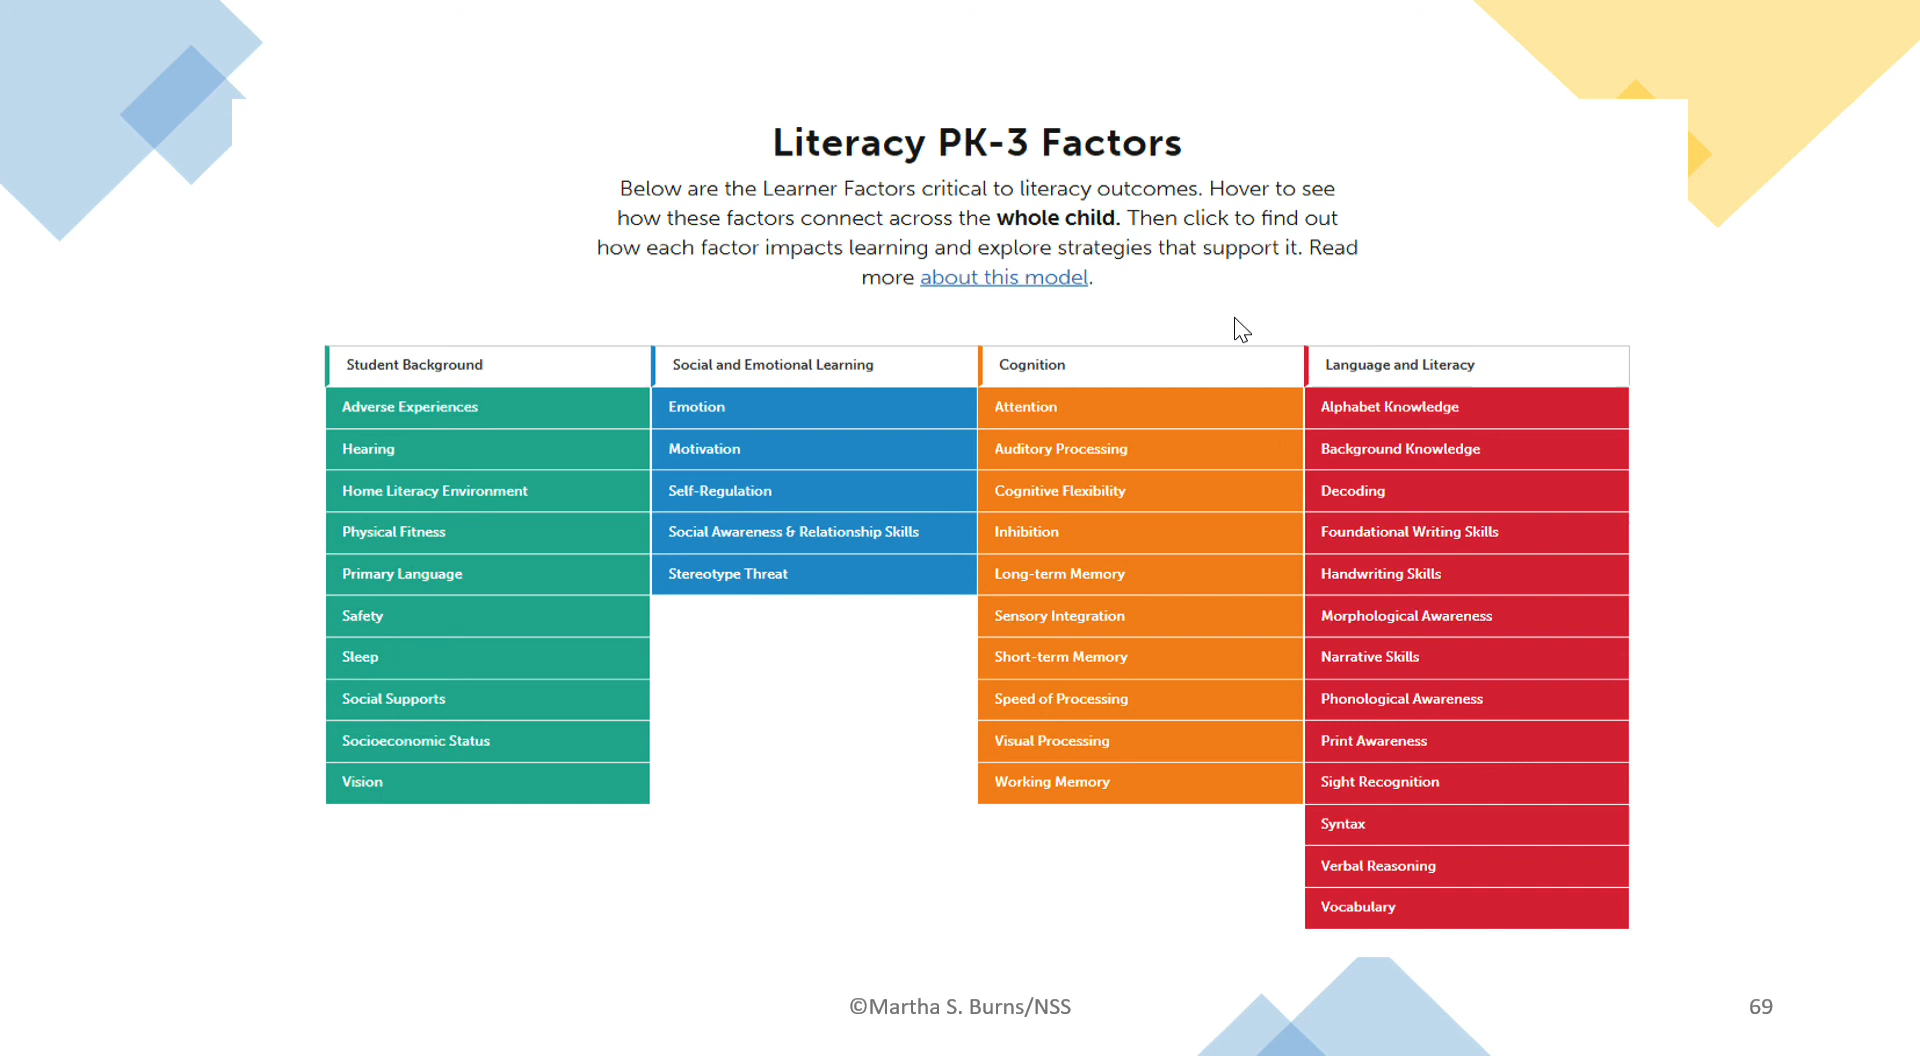 Literacy PK-3 Factors
Below are the Learner Factors critical to literacy outcomes. Hover to see
how these factors connect across the whole child. Then click to find out
how each factor impacts learning and explore strategies that support it. Read
more about this model.
Student Background
Adverse Experiences
Hearing
Home Literacy Environment
Physical Fitness
Primary Language
Safety
Sleep
Social Supports
Socioeconomic Status
Vision
Social and Emotional Learning
Emotion
Motivation
Self-Regulation
Social Awareness & Relationship Skills
Stereotype Threat
Cognition
Attention
Auditory Processing
Cognitive Flexibility
Inhibition
Long-term Memory
Sensory Integration
Short-term Memory
Speed of Processing
Visual Processing
Working Memory
Language and Literacy
Alphabet Knowledge
Background Knowledge
Decoding
Foundational Writing Skills
Handwriting Skills
Morphological Awareness
Narrative Skills
Phonological Awareness
Print Awareness
Sight Recognition
Syntax
Verbal Reasoning
Vocabulary
©Martha S. Burns/NSS
69